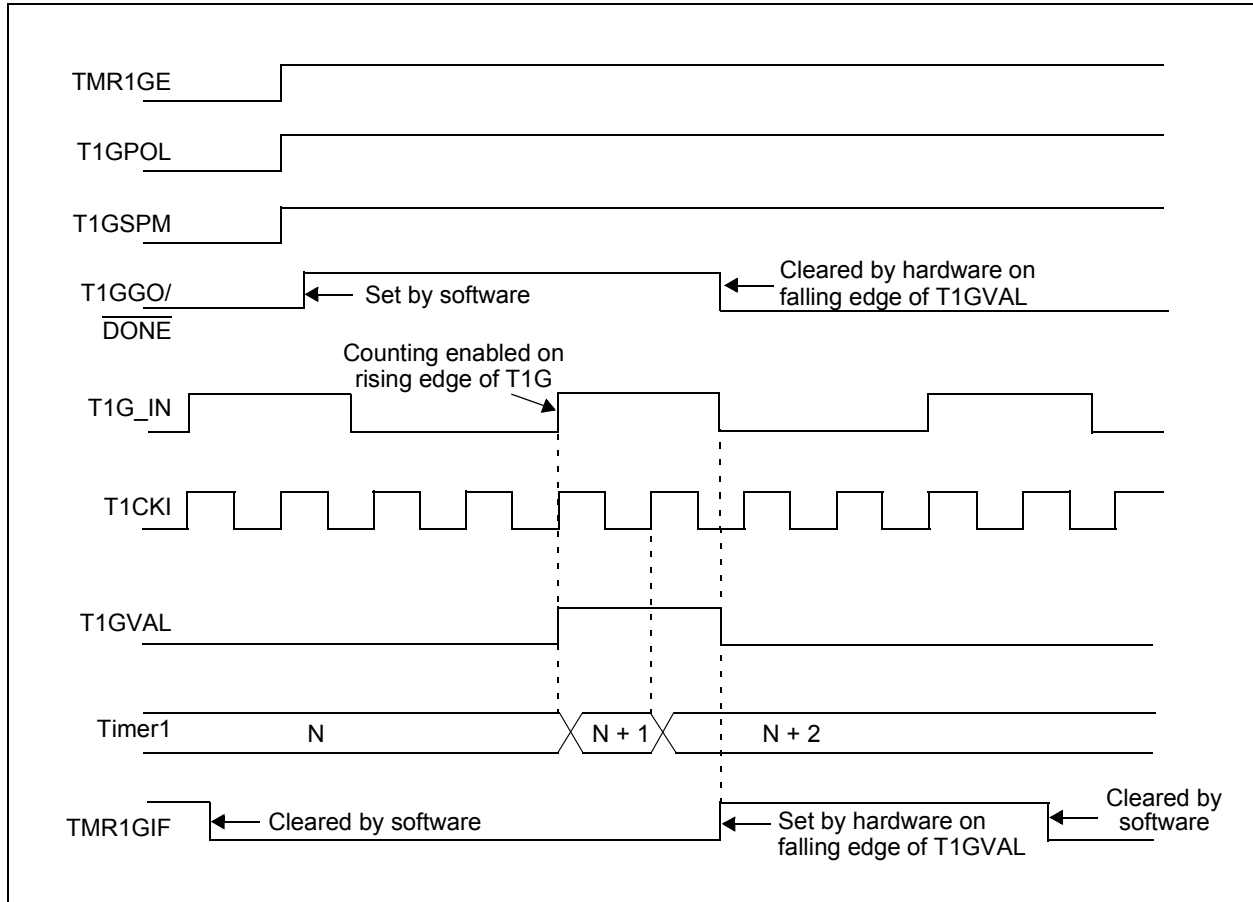 TMR1GE
T1GPOL
T1GSPM
T1GGO/
DONE
Set by software
Cleared by hardware on
falling edge of T1GVAL
Counting enabled on
rising edge of T1G
T1G_IN
T1CKI
T1GVAL
Timer1
N
N + 1
N + 2
TMR1GIF
Cleared by software
Set by hardware on
falling edge of T1GVAL
Cleared by
software